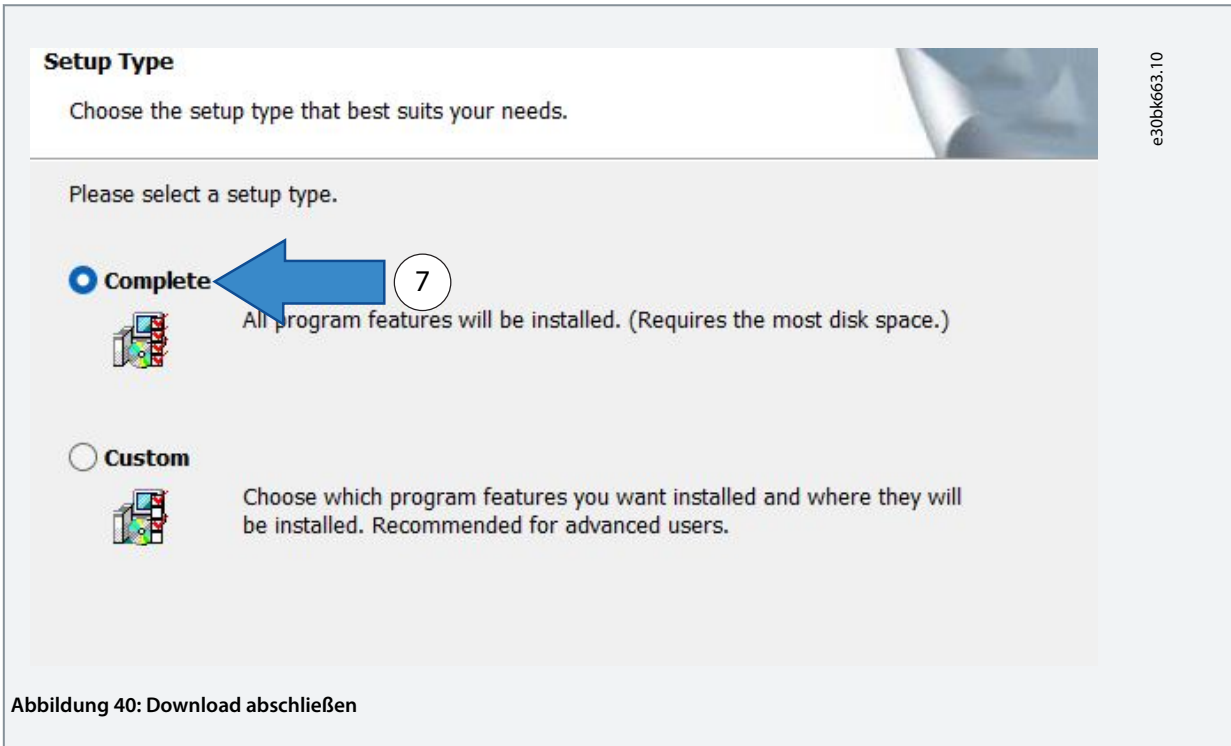 Setup Type
Choose the setup type that best suits your needs.
e30bk663.10
Please select a setup type.
Complete
7
All program features will be installed. (Requires the most disk space.)
Custom
Choose which program features you want installed and where they will
be installed. Recommended for advanced users.
Abbildung 40: Download abschließen